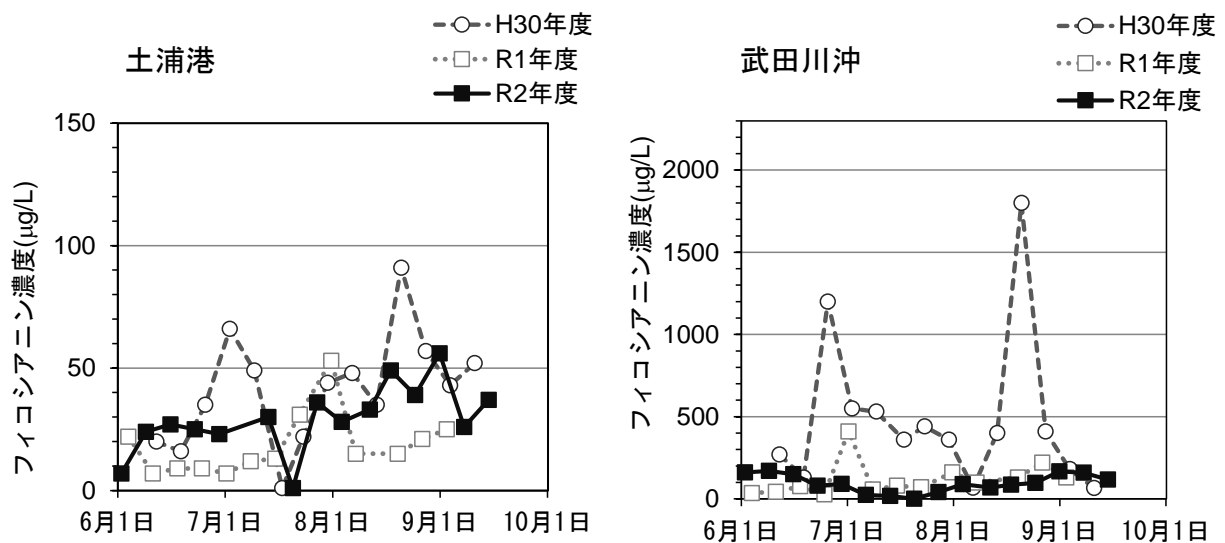 土浦港
H30年度
R1年度
R2年度
フィコシアニン濃度(μg/L)
150
100
50
0
6月1日 7月1日 8月1日 9月1日 10月1日
武田川沖
H30年度
R1年度
R2年度
フィコシアニン濃度(μg/L)
2000
1500
1000
500
0
6月1日 7月1日 8月1日 9月1日 10月1日